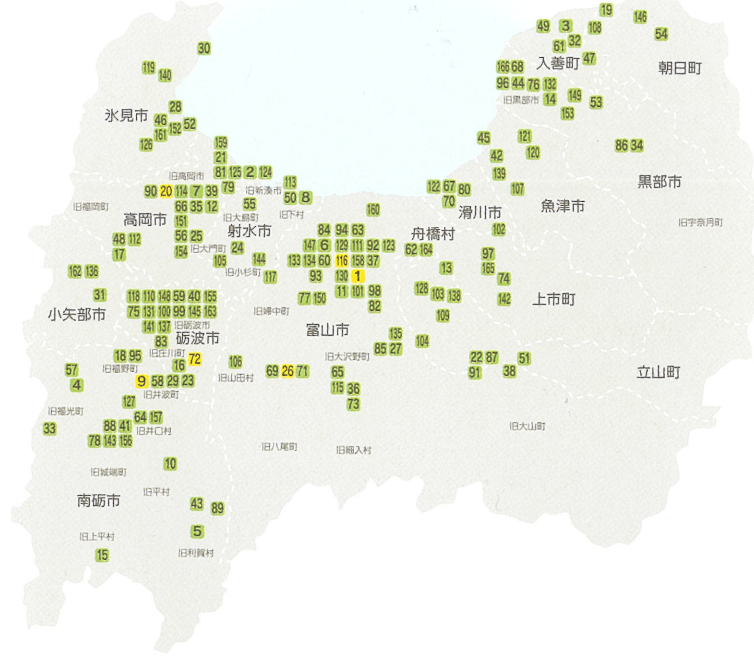 19
146
49 3 108
54
32
61
30
47
入善町
朝日町
119
140
166 68
96 44 76 132
旧黒部市 14 149
53
153
28
氷見市
46
152 52
161
126
159
21
45
121
42
120
86 34
旧高岡市 81 125 2 124
139
黒部市
90 20 114 7 39 79
旧新湊市 113
50 8
122 67 80
107
旧福岡町
66 35 12
55
旧下村
70
160
滑川市
魚津市
高岡市
151
旧大島町
射水市
旧宇奈月町
48 112
56 25
84 94 63
舟橋村
102
17
154
旧大門町
24
147 6 129 111 92 123
62 164
97
105
144
133 134 60 116 158 37
162 136
旧小杉町
117
93 130 1
13
165
74
31
118 110 148 59 40 155
77 150
11 101 98
128 103 138
142
上市町
小矢部市
75 131 100 99 145 163
旧婦中町
82
109
141 137 旧砺波市
富山市
83
砺波市
135
104
18 95
旧庄川町
72
旧大沢野町
85 27
22 87 51
57
旧福野町
16
106
69 26 71
65
91
38
立山町
4
9 58 29 23
旧山田村
115 36
旧井波町
127
73
旧福光町
64 157
33
88 41
旧井口村
旧大山町
78 143 156
旧八尾町
旧細入村
10
旧城端町
旧平村
南砺市
43
89
5
旧上平村
15
旧利賀村